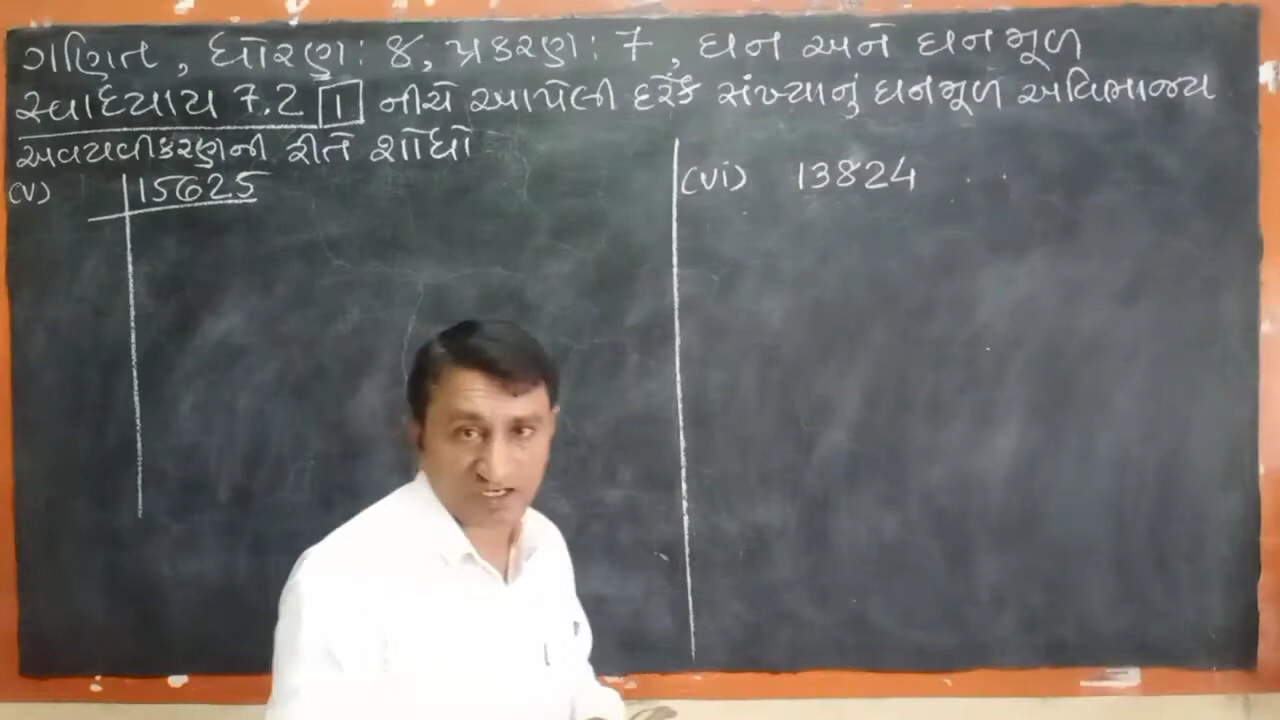 ગણિત, ધોરણ: ૪, પ્રકરણ: 7, ઘન અને ઘનમૂળ
સ્વાધ્યાય 7.2 1 નીચે આપેલી દરેક સંખ્યાનું ઘનમૂળ અવિભાજ્ય
અવયવીકરણની રીતે શોધો
(v) 15625
(vi) 13824